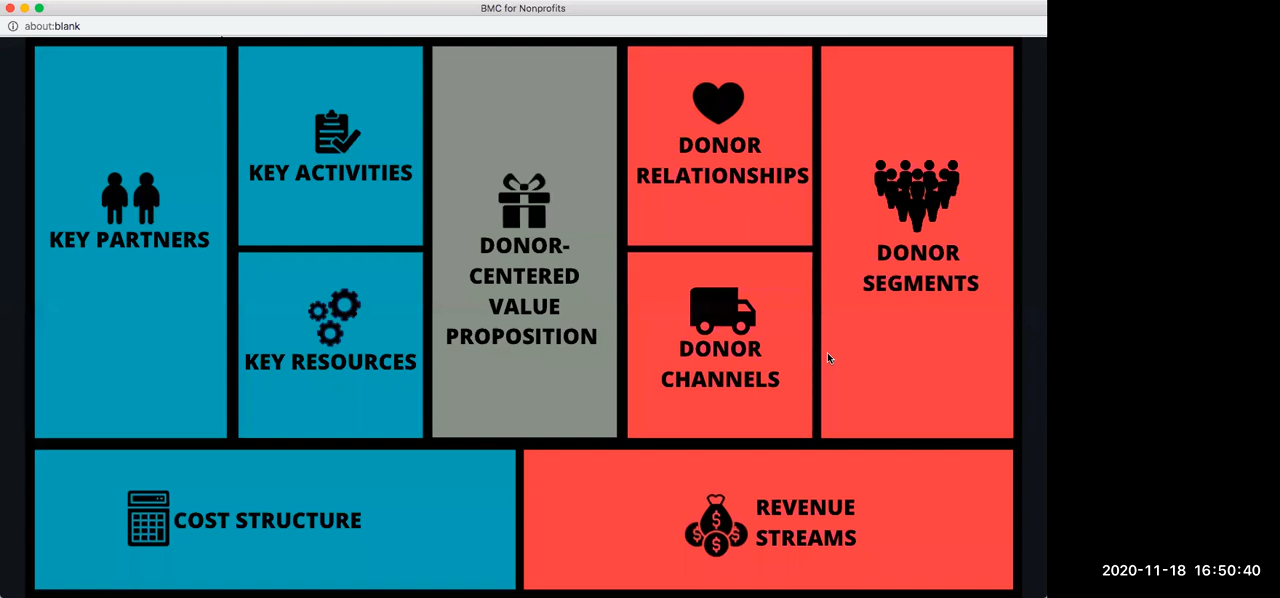 BMC for Nonprofits
about:blank
KEY PARTNERS
KEY ACTIVITIES
KEY RESOURCES
DONOR-
CENTERED
VALUE
PROPOSITION
DONOR
RELATIONSHIPS
DONOR
CHANNELS
DONOR
SEGMENTS
COST STRUCTURE
$
$
$
$
REVENUE
STREAMS
2020-11-18 16:50:40